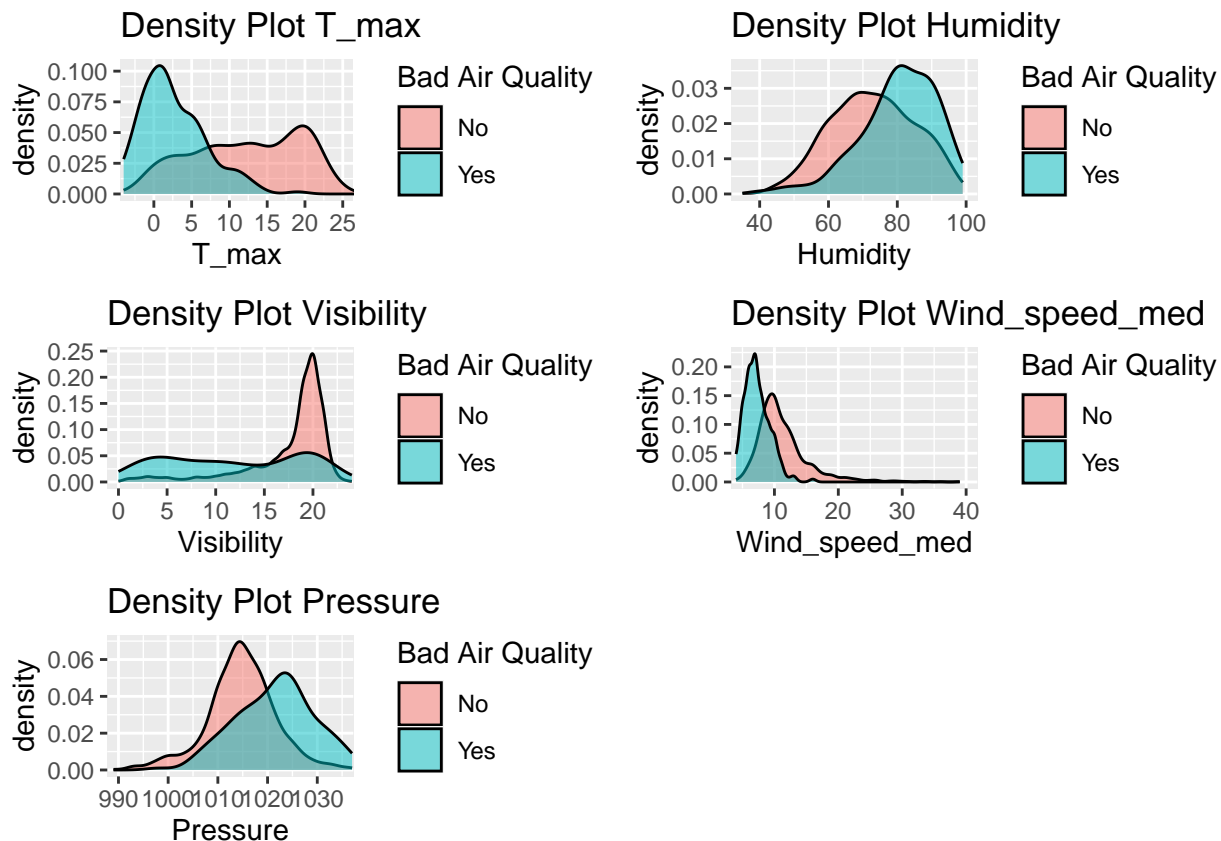 Density Plot T_max
0.100
0.075
0.050
0.025
0.000
density
0 5 10 15 20 25
T_max
Bad Air Quality
No
Yes
Density Plot Humidity
0.03
0.02
0.01
0.00
density
40 60 80 100
Humidity
Bad Air Quality
No
Yes
Density Plot Visibility
0.25
0.20
0.15
0.10
0.05
0.00
density
0 5 10 15 20
Visibility
Bad Air Quality
No
Yes
Density Plot Wind_speed_med
0.20
0.15
0.10
0.05
0.00
density
10 20 30 40
Wind_speed_med
Bad Air Quality
No
Yes
Density Plot Pressure
0.06
0.04
0.02
0.00
density
990 1000 1010 1020 1030
Pressure
Bad Air Quality
No
Yes